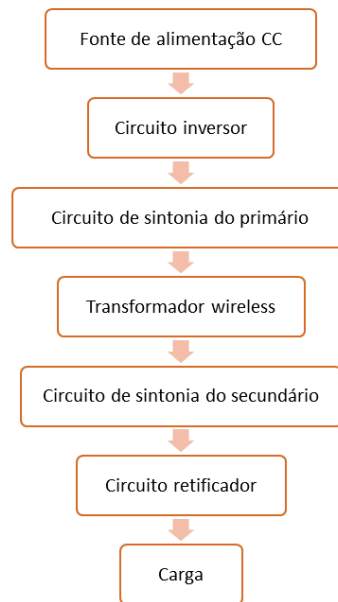 Fonte de alimentação CC
Circuito inversor
Circuito de sintonia do primário
Transformador wireless
Circuito de sintonia do secundário
Circuito retificador
Carga